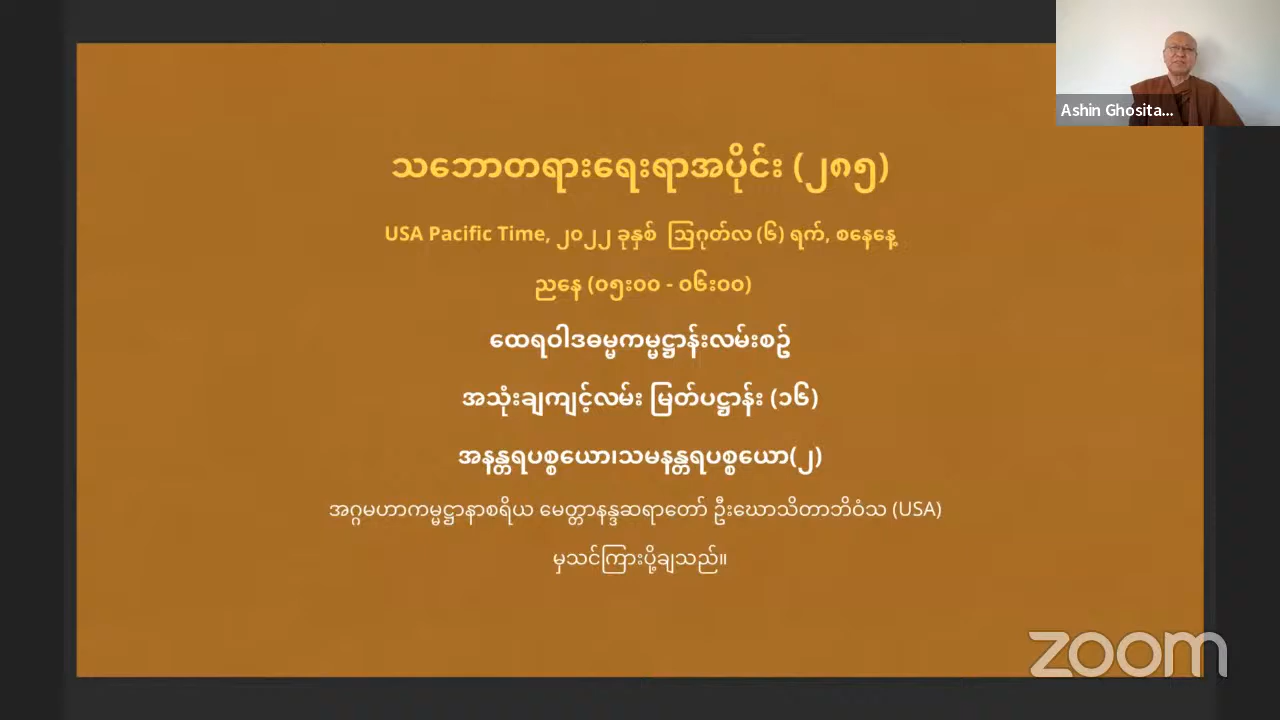 Ashin Ghosita...
သဘောတရားရေးရာအပိုင်း (၂၈၅)
USA Pacific Time, ၂၀၂၂ ခုနှစ် ဩဂုတ်လ (၆) ရက်, စနေနေ့
ညနေ (၀၅း၀၀ - ၀၆း၀၀)
ထေရဝါဒဓမ္မကမ္မဋ္ဌာန်းလမ်းစဉ်
အသုံးချကျင့်လမ်း မြတ်ပဋ္ဌာန်း (၁၆)
အနန္တရပစ္စယော၊သမနန္တရပစ္စယော(၂)
အဂ္ဂမဟာကမ္မဋ္ဌာနာစရိယ မေတ္တာနန္ဒဆရာတော် ဦးဃောသိတာဘိဝံသ (USA)
မှသင်ကြားပို့ချသည်။
zoom